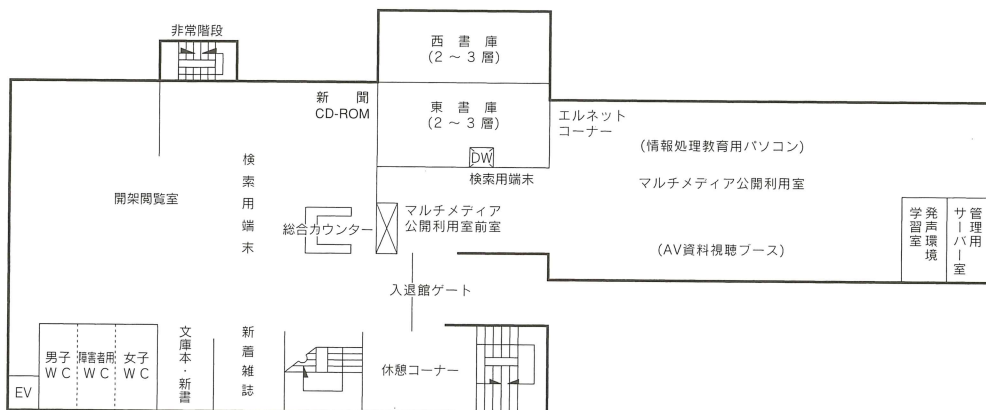 非常階段
西書庫
(2 ～ 3 層)
新聞
CD-ROM
東書庫
(2 ～ 3 層)
エルネット
コーナー
(情報処理教育用パソコン)
DW
検索用端末
マルチメディア公開利用室
検索用端末
開架閲覧室
総合カウンター
マルチメディア
公開利用室前室
発声環境
学習室
管理用
サーバー室
(AV資料視聴ブース)
入退館ゲート
男子
WC
障害者用
WC
女子
WC
文庫本・新書
新着雑誌
休憩コーナー
EV